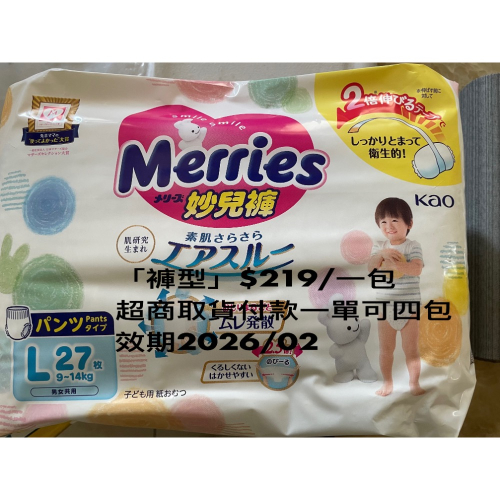 smile smile
Merries
メリーズ 妙兒褲
2倍伸びるテープで
しっかりとまって
衛生的!
Kao
肌研究
生まれ
素肌さらさら
エアスルー
「褲型」$219/一包
超商取貨付款一單可四包
ムレ発散
效期2026/02
パンツ Pants
タイプ
L 27枚
9-14kg
男女共用
くるしくない
はかせやすい
のび～る
子ども用 紙おむつ